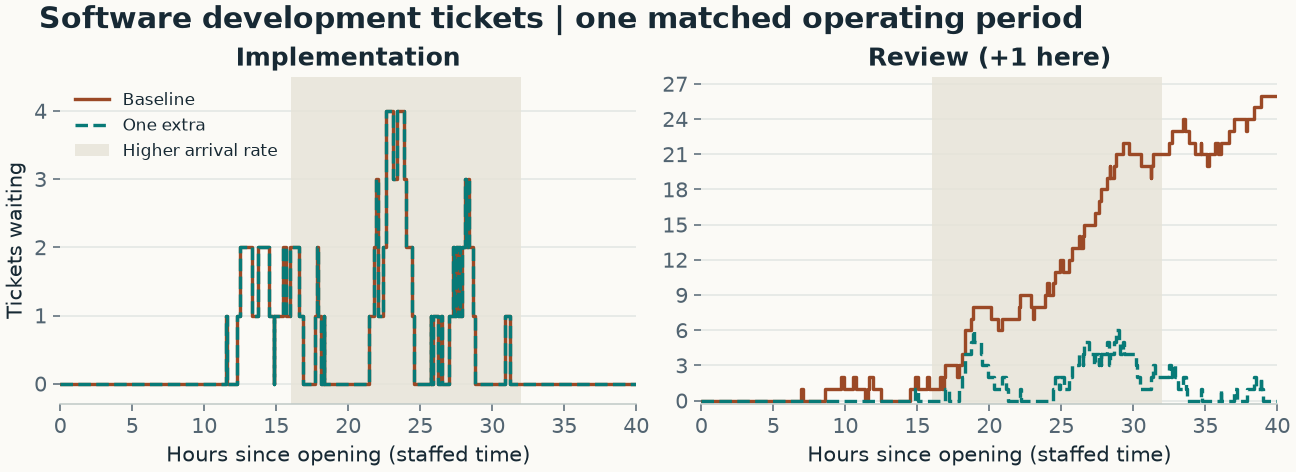 Software development tickets | one matched operating period
Implementation
Tickets waiting
4
3
2
1
0
Baseline
One extra
Higher arrival rate
0 5 10 15 20 25 30 35 40
Hours since opening (staffed time)
Review (+1 here)
27
24
21
18
15
12
9
6
3
0
0 5 10 15 20 25 30 35 40
Hours since opening (staffed time)